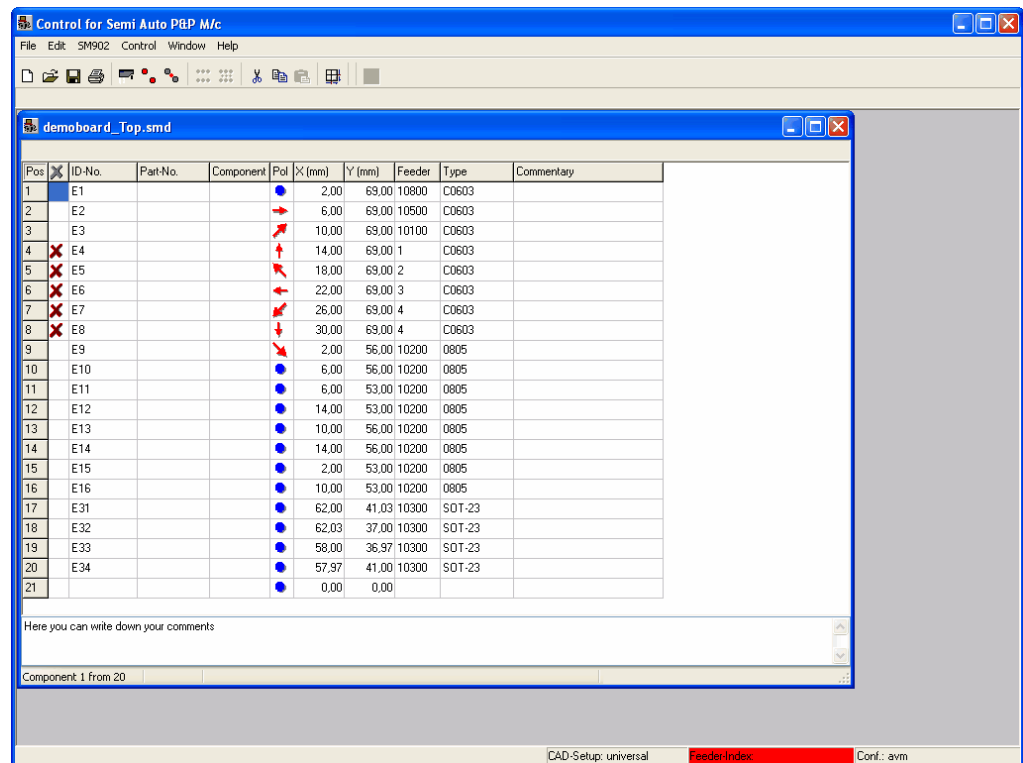 Control for Semi Auto P&P M/c
File Edit SM902 Control Window Help
demoboard_Top.smd
Pos ID-No. Part-No. Component Pol X (mm) Y (mm) Feeder Type Commentary
1 E1 2,00 69,00 10800 C0603
2 E2 6,00 69,00 10500 C0603
3 E3 10,00 69,00 10100 C0603
4 E4 14,00 69,00 1 C0603
5 E5 18,00 69,00 2 C0603
6 E6 22,00 69,00 3 C0603
7 E7 26,00 69,00 4 C0603
8 E8 30,00 69,00 4 C0603
9 E9 2,00 56,00 10200 0805
10 E10 6,00 56,00 10200 0805
11 E11 6,00 53,00 10200 0805
12 E12 14,00 53,00 10200 0805
13 E13 10,00 56,00 10200 0805
14 E14 14,00 56,00 10200 0805
15 E15 2,00 53,00 10200 0805
16 E16 10,00 53,00 10200 0805
17 E31 62,00 41,03 10300 SOT-23
18 E32 62,03 37,00 10300 SOT-23
19 E33 58,00 36,97 10300 SOT-23
20 E34 57,97 41,00 10300 SOT-23
21 0,00 0,00
Here you can write down your comments
Component 1 from 20
CAD-Setup: universal Feeder-Index: Conf.: avm